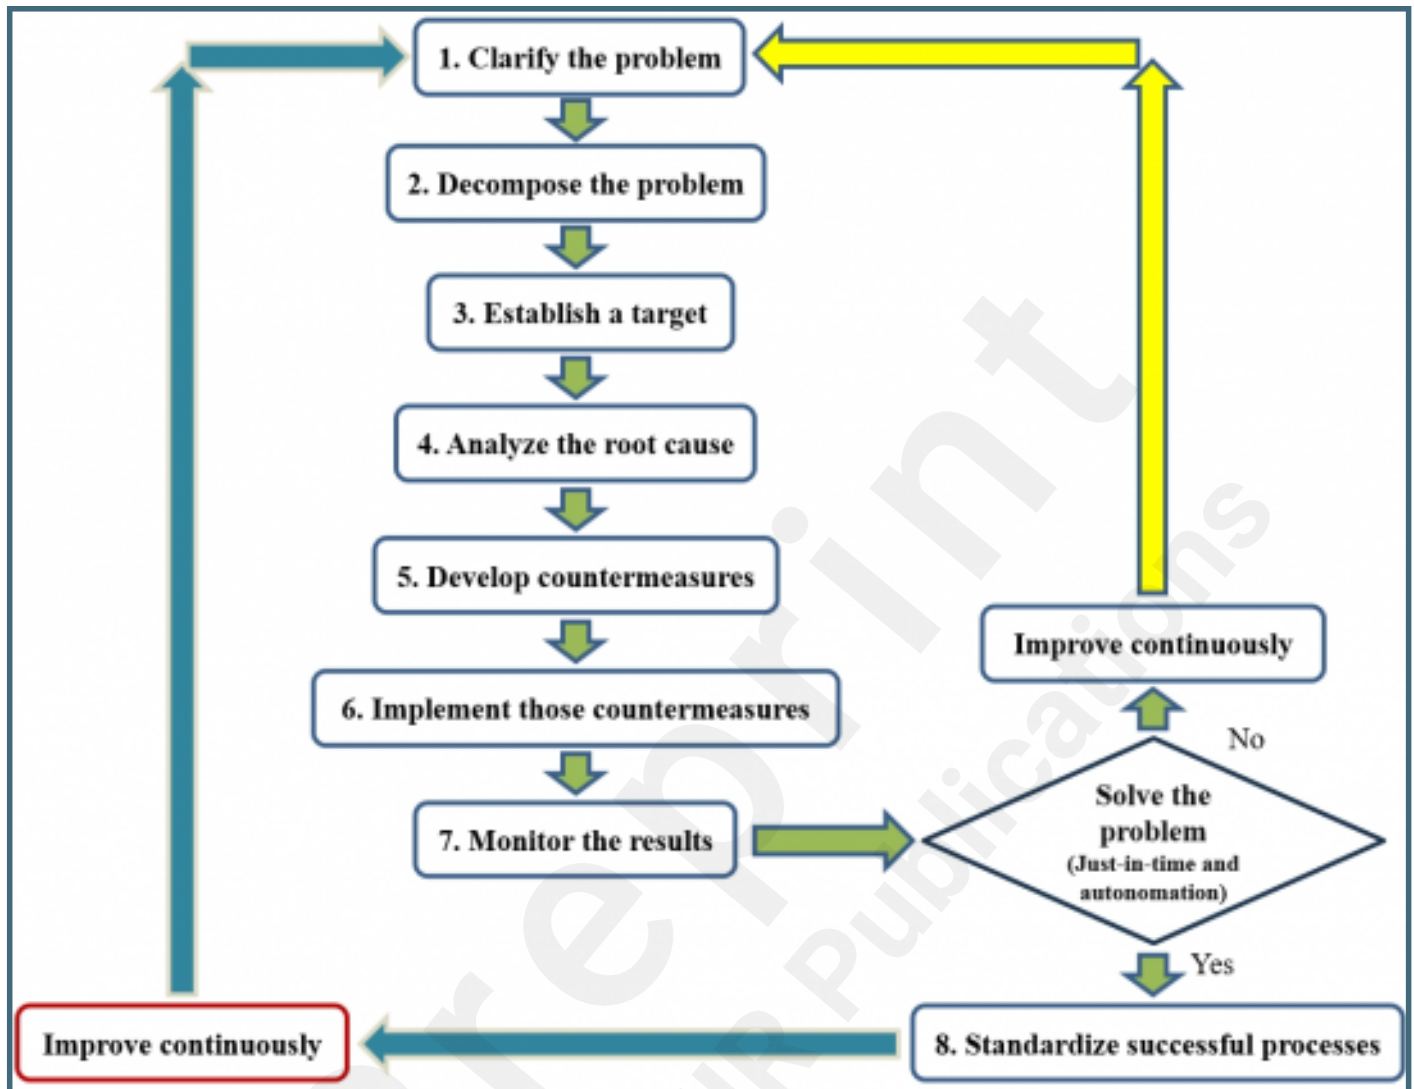 1. Clarify the problem
2. Decompose the problem
3. Establish a target
4. Analyze the root cause
5. Develop countermeasures
6. Implement those countermeasures
7. Monitor the results
Improve continuously
No
Solve the
problem
(Just-in-time and
autonomation)
Yes
8. Standardize successful processes
Improve continuously
reprint
Publications